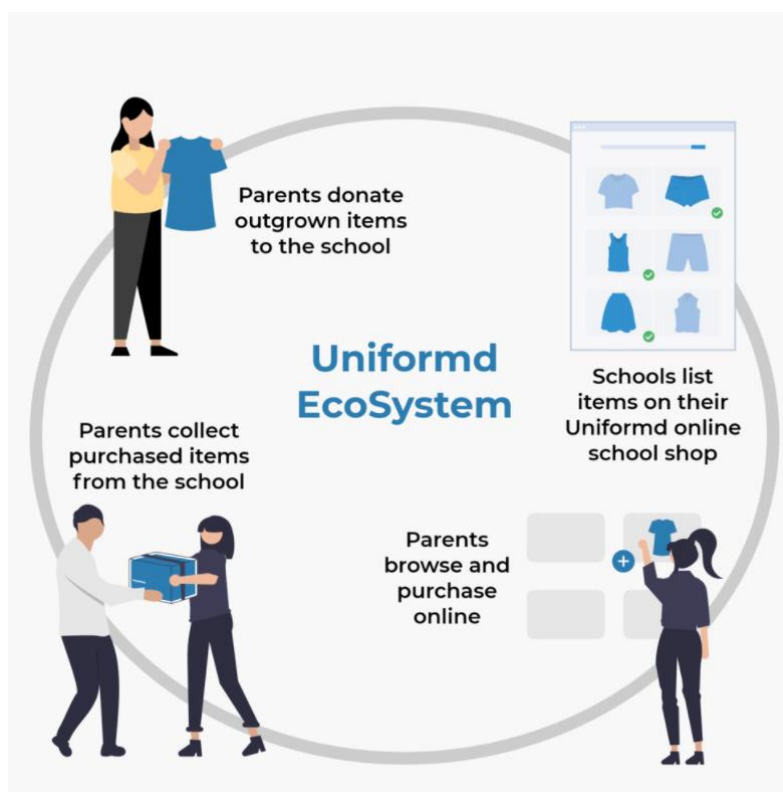 Parents donate
outgrown items
to the school
Uniformd
EcoSystem
Schools list
items on their
Uniformd online
school shop
Parents collect
purchased items
from the school
Parents
browse and
purchase
online